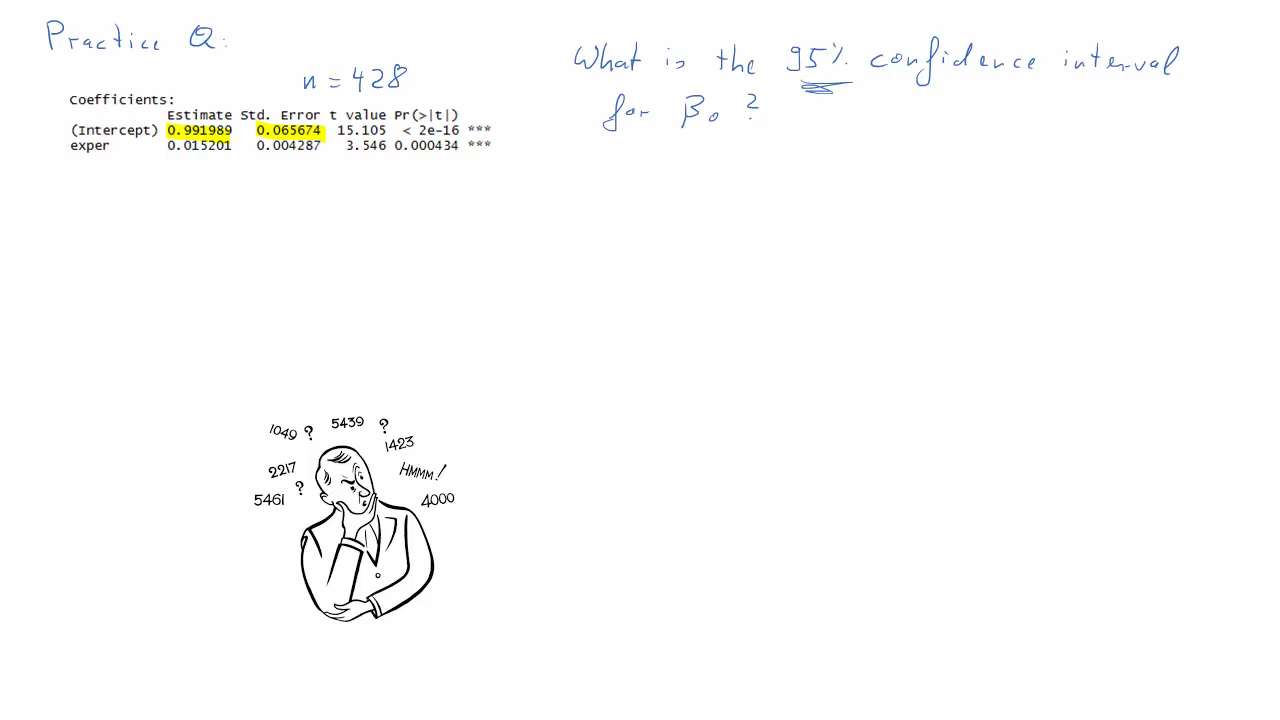 Practice Q:
n = 428
What is the 95% confidence interval
for β₀ ?
Coefficients:
Estimate Std. Error t value Pr(>|t|)
(Intercept) 0.991989 0.065674 15.105 < 2e-16 ***
exper 0.015201 0.004287 3.546 0.000434 ***
1049 ? 5439 ?
1423
2217 HMMM!
5461 ? 4000